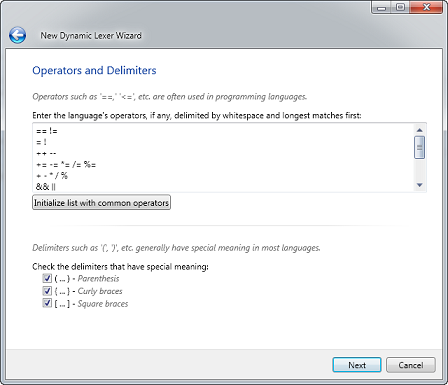 New Dynamic Lexer Wizard
Operators and Delimiters
Operators such as '==,' '<=', etc. are often used in programming languages.
Enter the language's operators, if any, delimited by whitespace and longest matches first:
== !=
= !
++ --
+= -= *= /= %=
+ - * / %
&& ||
Initialize list with common operators
Delimiters such as '(', ')', etc. generally have special meaning in most languages.
Check the delimiters that have special meaning:
( ... ) - Parenthesis
{ ... } - Curly braces
[ ... ] - Square braces
Next Cancel